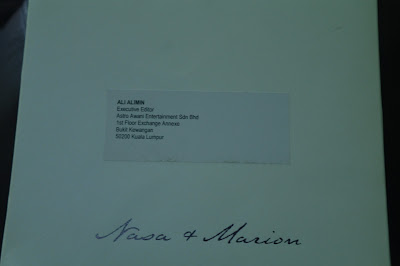 ALI ALIMIN
Executive Editor
Astro Awani Entertainment Sdn Bhd
1st Floor Exchange Annexe
Bukit Kewangan
50200 Kuala Lumpur
Nasa & Marion